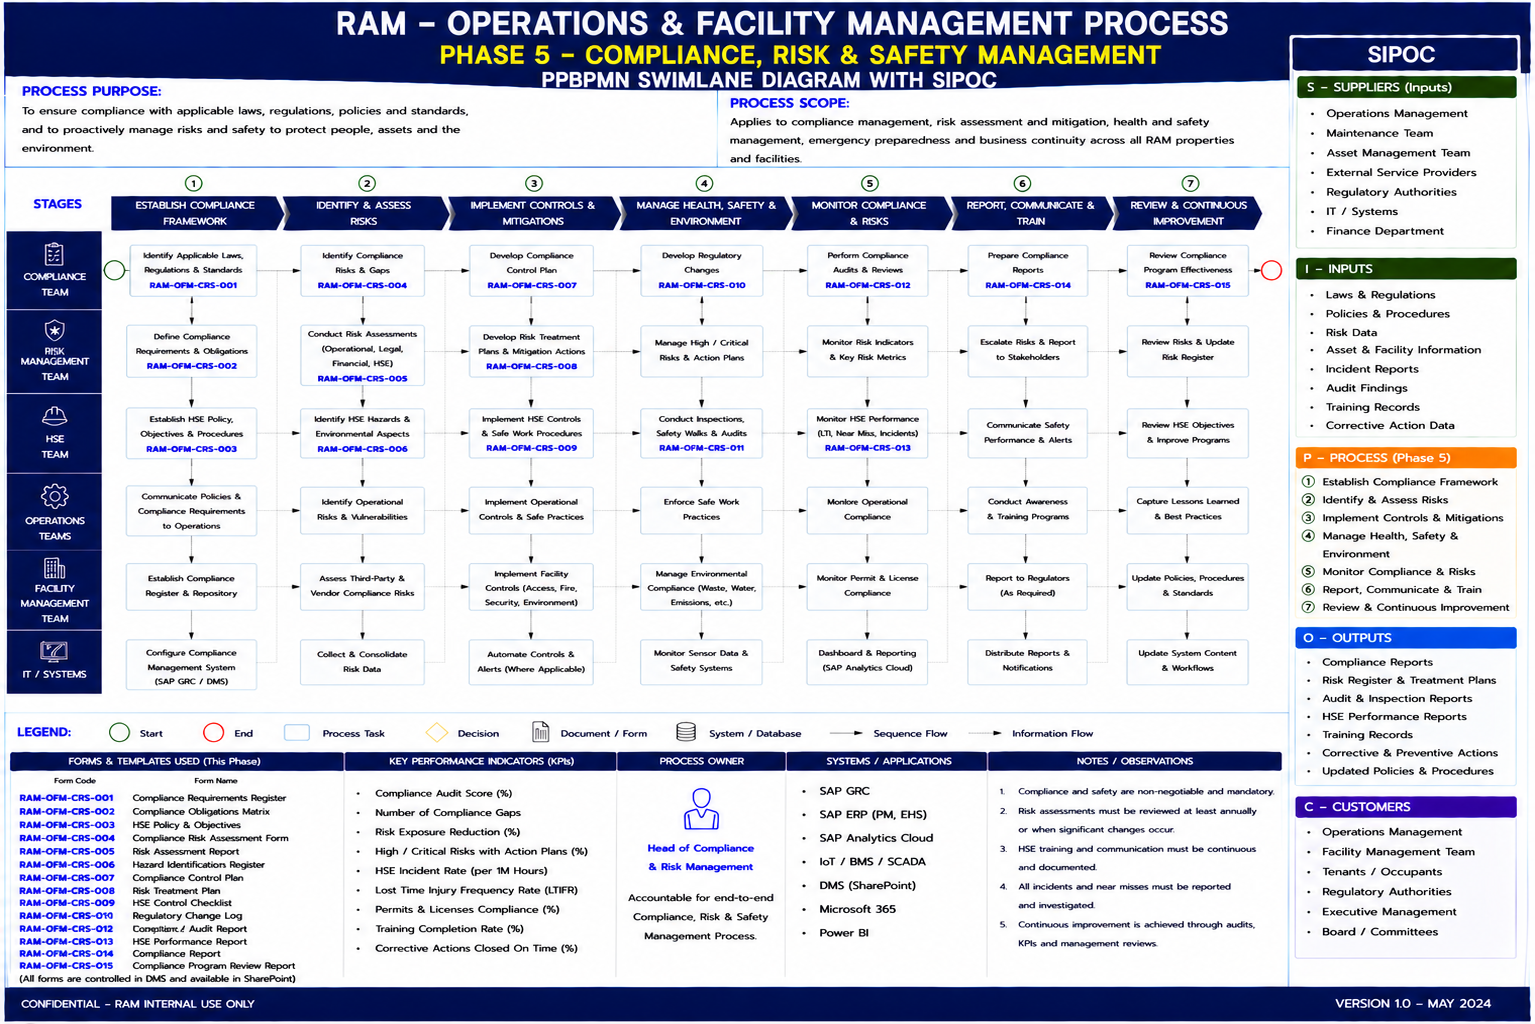 RAM – OPERATIONS & FACILITY MANAGEMENT PROCESS
PHASE 5 – COMPLIANCE, RISK & SAFETY MANAGEMENT
PPBPMN SWIMLANE DIAGRAM WITH SIPOC
PROCESS PURPOSE:
To ensure compliance with applicable laws, regulations, policies and standards,
and to proactively manage risks and safety to protect people, assets and the
environment.
PROCESS SCOPE:
Applies to compliance management, risk assessment and mitigation, health and safety
management, emergency preparedness and business continuity across all RAM properties
and facilities.
STAGES
1
ESTABLISH COMPLIANCE
FRAMEWORK
2
IDENTIFY & ASSESS
RISKS
3
IMPLEMENT CONTROLS &
MITIGATIONS
4
MANAGE HEALTH, SAFETY &
ENVIRONMENT
5
MONITOR COMPLIANCE
& RISKS
6
REPORT, COMMUNICATE &
TRAIN
7
REVIEW & CONTINUOUS
IMPROVEMENT
COMPLIANCE
TEAM
Identify Applicable Laws,
Regulations & Standards
RAM-OFM-CRS-001
Identify Compliance
Risks & Gaps
RAM-OFM-CRS-004
Develop Compliance
Control Plan
RAM-OFM-CRS-007
Develop Regulatory
Changes
RAM-OFM-CRS-010
Perform Compliance
Audits & Reviews
RAM-OFM-CRS-012
Prepare Compliance
Reports
RAM-OFM-CRS-014
Review Compliance
Program Effectiveness
RAM-OFM-CRS-015
RISK
MANAGEMENT
TEAM
Define Compliance
Requirements & Obligations
RAM-OFM-CRS-002
Conduct Risk Assessments
(Operational, Legal,
Financial, HSE)
RAM-OFM-CRS-005
Develop Risk Treatment
Plans & Mitigation Actions
RAM-OFM-CRS-008
Manage High / Critical
Risks & Action Plans
Monitor Risk Indicators
& Key Risk Metrics
Escalate Risks & Report
to Stakeholders
Review Risks & Update
Risk Register
HSE
TEAM
Establish HSE Policy,
Objectives & Procedures
RAM-OFM-CRS-003
Identify HSE Hazards &
Environmental Aspects
RAM-OFM-CRS-006
Implement HSE Controls
& Safe Work Procedures
RAM-OFM-CRS-009
Conduct Inspections,
Safety Walks & Audits
RAM-OFM-CRS-011
Monitor HSE Performance
(LTI, Near Miss, Incidents)
RAM-OFM-CRS-013
Communicate Safety
Performance & Alerts
Review HSE Objectives
& Improve Programs
OPERATIONS
TEAMS
Communicate Policies &
Compliance Requirements
to Operations
Identify Operational
Risks & Vulnerabilities
Implement Operational
Controls & Safe Practices
Enforce Safe Work
Practices
Monlore Operational
Compliance
Conduct Awareness
& Training Programs
Capture Lessons Learned
& Best Practices
FACILITY
MANAGEMENT
TEAM
Establish Compliance
Register & Repository
Assess Third-Party &
Vendor Compliance Risks
Implement Facility
Controls (Access, Fire,
Security, Environment)
Manage Environmental
Compliance (Waste, Water,
Emissions, etc.)
Monitor Permit & License
Compliance
Report to Regulators
(As Required)
Update Policies, Procedures
& Standards
IT / SYSTEMS
Configure Compliance
Management System
(SAP GRC / DMS)
Collect & Consolidate
Risk Data
Automate Controls &
Alerts (Where Applicable)
Monitor Sensor Data &
Safety Systems
Dashboard & Reporting
(SAP Analytics Cloud)
Distribute Reports &
Notifications
Update System Content
& Workflows
LEGEND:
Start
End
Process Task
Decision
Document / Form
System / Database
Sequence Flow
Information Flow
FORMS & TEMPLATES USED (This Phase)
Form Code Form Name
RAM-OFM-CRS-001 Compliance Requirements Register
RAM-OFM-CRS-002 Compliance Obligations Matrix
RAM-OFM-CRS-003 HSE Policy & Objectives
RAM-OFM-CRS-004 Compliance Risk Assessment Form
RAM-OFM-CRS-005 Risk Assessment Report
RAM-OFM-CRS-006 Hazard Identification Register
RAM-OFM-CRS-007 Compliance Control Plan
RAM-OFM-CRS-008 Risk Treatment Plan
RAM-OFM-CRS-009 HSE Control Checklist
Regulatory Change Log
RAM-OFM-CRS-012 Audit Report
RAM-OFM-CRS-013 HSE Performance Report
RAM-OFM-CRS-014 Compliance Report
RAM-OFM-CRS-015 Compliance Program Review Report
(All forms are controlled in DMS and available in SharePoint)
KEY PERFORMANCE INDICATORS (KPIs)
• Compliance Audit Score (%)
• Number of Compliance Gaps
• Risk Exposure Reduction (%)
• High / Critical Risks with Action Plans (%)
• HSE Incident Rate (per 1M Hours)
• Lost Time Injury Frequency Rate (LTIFR)
• Permits & Licenses Compliance (%)
• Training Completion Rate (%)
• Corrective Actions Closed On Time (%)
PROCESS OWNER
Head of Compliance
& Risk Management
Accountable for end-to-end
Compliance, Risk & Safety
Management Process.
SYSTEMS / APPLICATIONS
• SAP GRC
• SAP ERP (PM, EHS)
• SAP Analytics Cloud
• IoT / BMS / SCADA
• DMS (SharePoint)
• Microsoft 365
• Power BI
NOTES / OBSERVATIONS
1. Compliance and safety are non-negotiable and mandatory.
2. Risk assessments must be reviewed at least annually
or when significant changes occur.
3. HSE training and communication must be continuous
and documented.
4. All incidents and near misses must be reported
and investigated.
5. Continuous improvement is achieved through audits,
KPIs and management reviews.
SIPOC
S – SUPPLIERS (Inputs)
• Operations Management
• Maintenance Team
• Asset Management Team
• External Service Providers
• Regulatory Authorities
• IT / Systems
• Finance Department
I – INPUTS
• Laws & Regulations
• Policies & Procedures
• Risk Data
• Asset & Facility Information
• Incident Reports
• Audit Findings
• Training Records
• Corrective Action Data
P – PROCESS (Phase 5)
1 Establish Compliance Framework
2 Identify & Assess Risks
3 Implement Controls & Mitigations
4 Manage Health, Safety &
Environment
5 Monitor Compliance & Risks
6 Report, Communicate & Train
7 Review & Continuous Improvement
O – OUTPUTS
• Compliance Reports
• Risk Register & Treatment Plans
• Audit & Inspection Reports
• HSE Performance Reports
• Training Records
• Corrective & Preventive Actions
• Updated Policies & Procedures
C – CUSTOMERS
• Operations Management
• Facility Management Team
• Tenants / Occupants
• Regulatory Authorities
• Executive Management
• Board / Committees
CONFIDENTIAL – RAM INTERNAL USE ONLY
VERSION 1.0 – MAY 2024